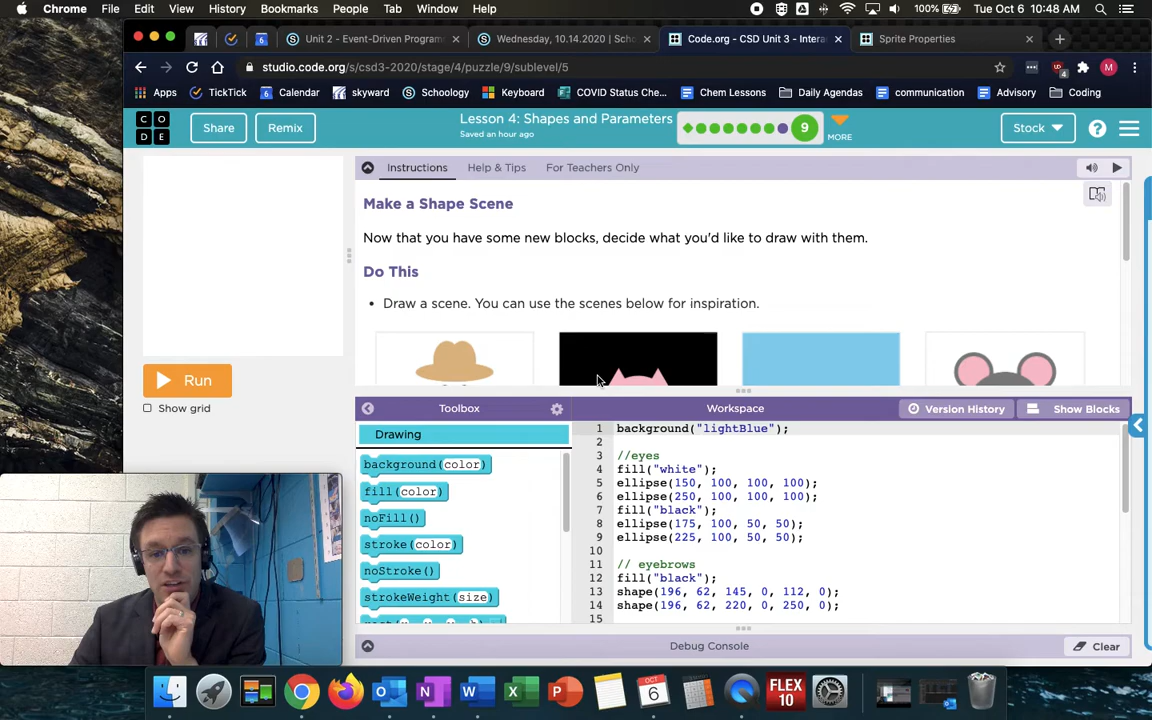 Chrome File Edit View History Bookmarks People Tab Window Help 100% Tue Oct 6 10:48 AM
6 Unit 2 - Event-Driven Program Wednesday, 10.14.2020 | Scho Code.org - CSD Unit 3 - Intera Sprite Properties
studio.code.org/s/csd3-2020/stage/4/puzzle/9/sublevel/5 4 M
Apps TickTick 6 Calendar skyward Schoology Keyboard COVID Status Che... Chem Lessons Daily Agendas communication Advisory Coding
CODE Share Remix Lesson 4: Shapes and Parameters 9 MORE Stock ?
Saved an hour ago
Instructions Help & Tips For Teachers Only
Make a Shape Scene
Now that you have some new blocks, decide what you'd like to draw with them.
Do This
• Draw a scene. You can use the scenes below for inspiration.
Run
Show grid
Toolbox Workspace Version History Show Blocks
Drawing
background(color)
fill(color)
noFill()
stroke(color)
noStroke()
strokeWeight(size)
1 background("lightBlue");
2
3 //eyes
4 fill("white");
5 ellipse(150, 100, 100, 100);
6 ellipse(250, 100, 100, 100);
7 fill("black");
8 ellipse(175, 100, 50, 50);
9 ellipse(225, 100, 50, 50);
10
11 // eyebrows
12 fill("black");
13 shape(196, 62, 145, 0, 112, 0);
14 shape(196, 62, 220, 0, 250, 0);
15
Debug Console Clear
N W X P OCT 6 FLEX 10